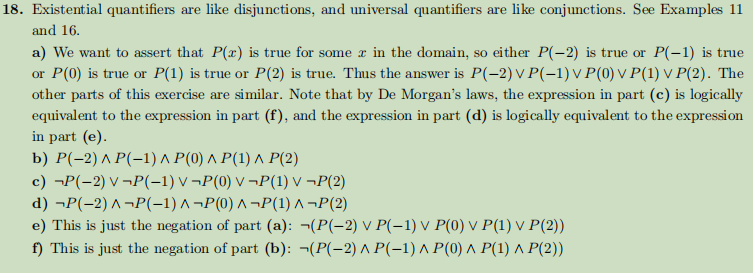 18. Existential quantifiers are like disjunctions, and universal quantifiers are like conjunctions. See Examples 11
and 16.
a) We want to assert that P(x) is true for some x in the domain, so either P(−2) is true or P(−1) is true
or P(0) is true or P(1) is true or P(2) is true. Thus the answer is P(−2) ∨ P(−1) ∨ P(0) ∨ P(1) ∨ P(2). The
other parts of this exercise are similar. Note that by De Morgan's laws, the expression in part (c) is logically
equivalent to the expression in part (f), and the expression in part (d) is logically equivalent to the expression
in part (e).
b) P(−2) ∧ P(−1) ∧ P(0) ∧ P(1) ∧ P(2)
c) ¬P(−2) ∨ ¬P(−1) ∨ ¬P(0) ∨ ¬P(1) ∨ ¬P(2)
d) ¬P(−2) ∧ ¬P(−1) ∧ ¬P(0) ∧ ¬P(1) ∧ ¬P(2)
e) This is just the negation of part (a): ¬(P(−2) ∨ P(−1) ∨ P(0) ∨ P(1) ∨ P(2))
f) This is just the negation of part (b): ¬(P(−2) ∧ P(−1) ∧ P(0) ∧ P(1) ∧ P(2))